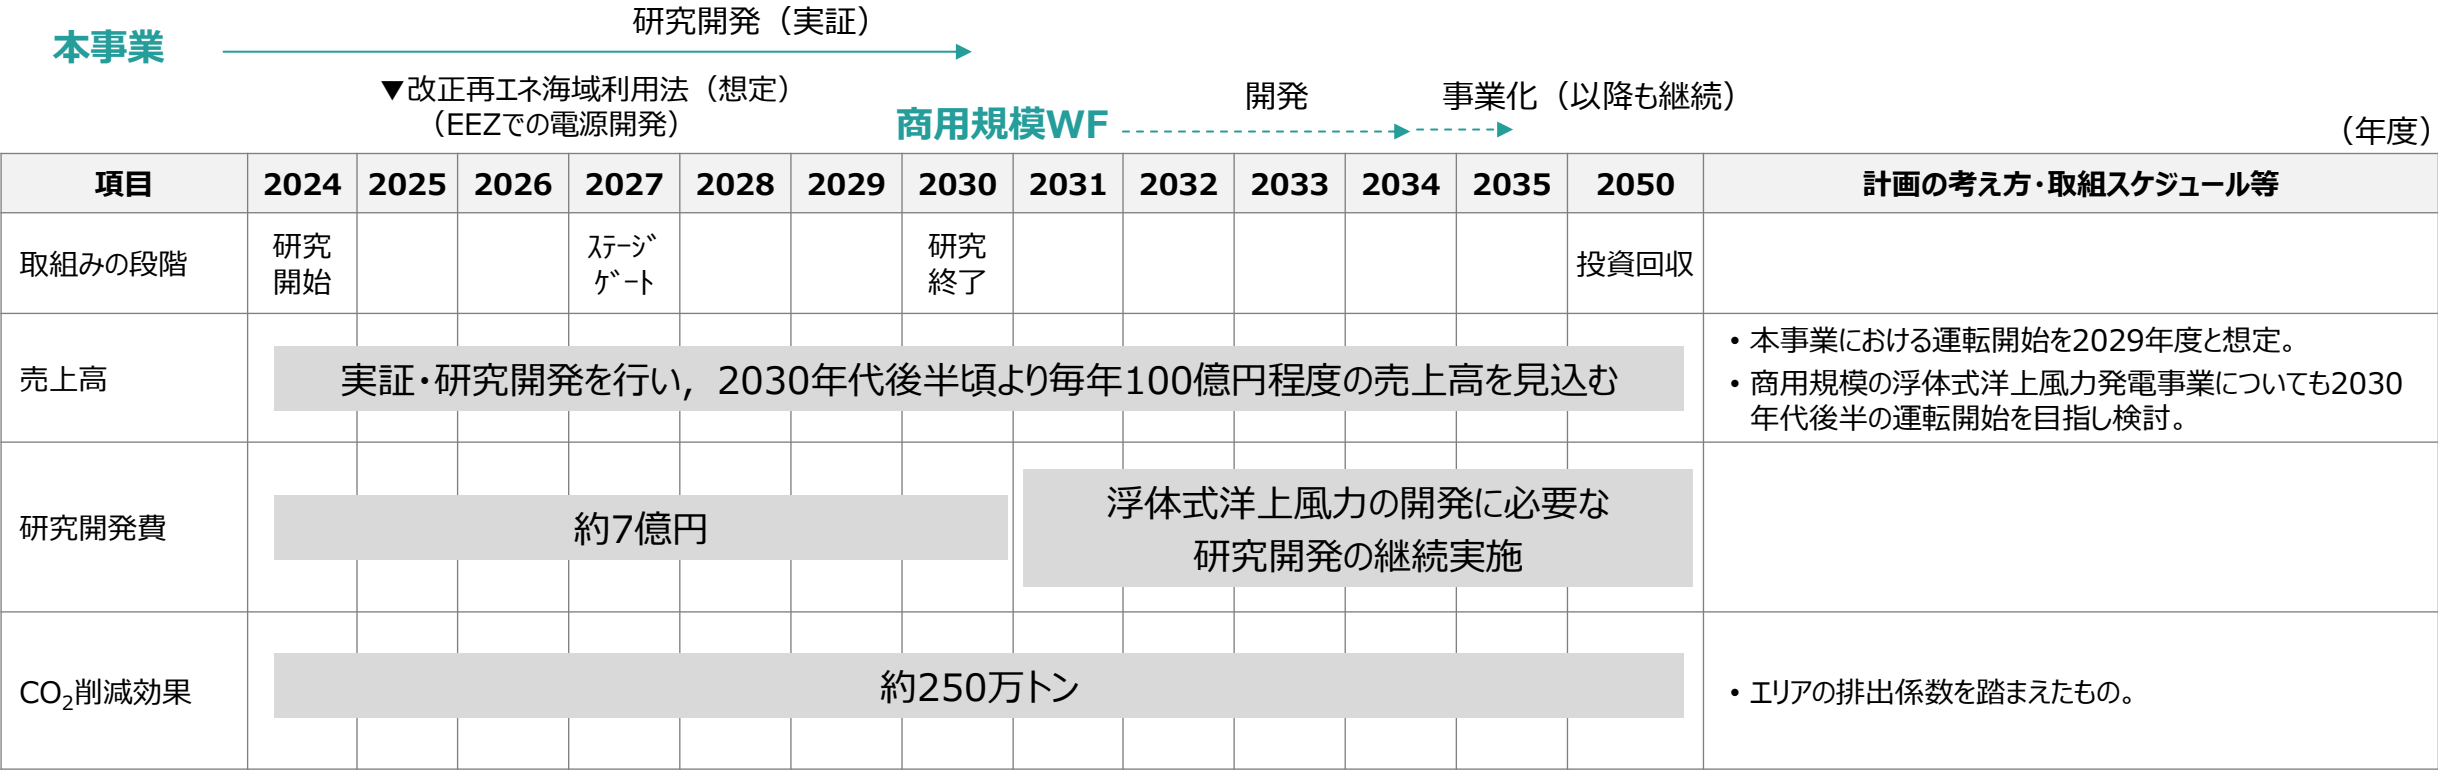 研究開発（実証）
本事業
▼改正再エネ海域利用法（想定）
（EEZでの電源開発）
商用規模WF
開発
事業化（以降も継続）
（年度）
項目 2024 2025 2026 2027 2028 2029 2030 2031 2032 2033 2034 2035 2050 計画の考え方・取組スケジュール等
取組みの段階
研究
開始
ｽﾃｰｼﾞ
ｹﾞｰﾄ
研究
終了
投資回収
売上高
実証・研究開発を行い，2030年代後半頃より毎年100億円程度の売上高を見込む
• 本事業における運転開始を2029年度と想定。
• 商用規模の浮体式洋上風力発電事業についても2030
年代後半の運転開始を目指し検討。
研究開発費
約7億円
浮体式洋上風力の開発に必要な
研究開発の継続実施
CO₂削減効果
約250万トン
• エリアの排出係数を踏まえたもの。